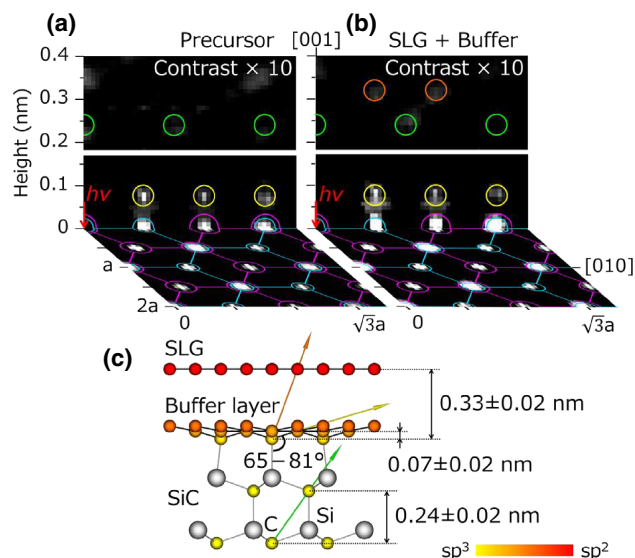 (a)
Precursor
[001]
(b)
SLG + Buffer
Contrast × 10
Contrast × 10
Height (nm)
0.4
0.3
0.2
0.1
0
hν
hν
a
2a
0
√3a
0
√3a
[010]
(c)
SLG
Buffer layer
0.33±0.02 nm
65 – 81°
0.07±0.02 nm
SiC
C
Si
0.24±0.02 nm
sp³
sp²